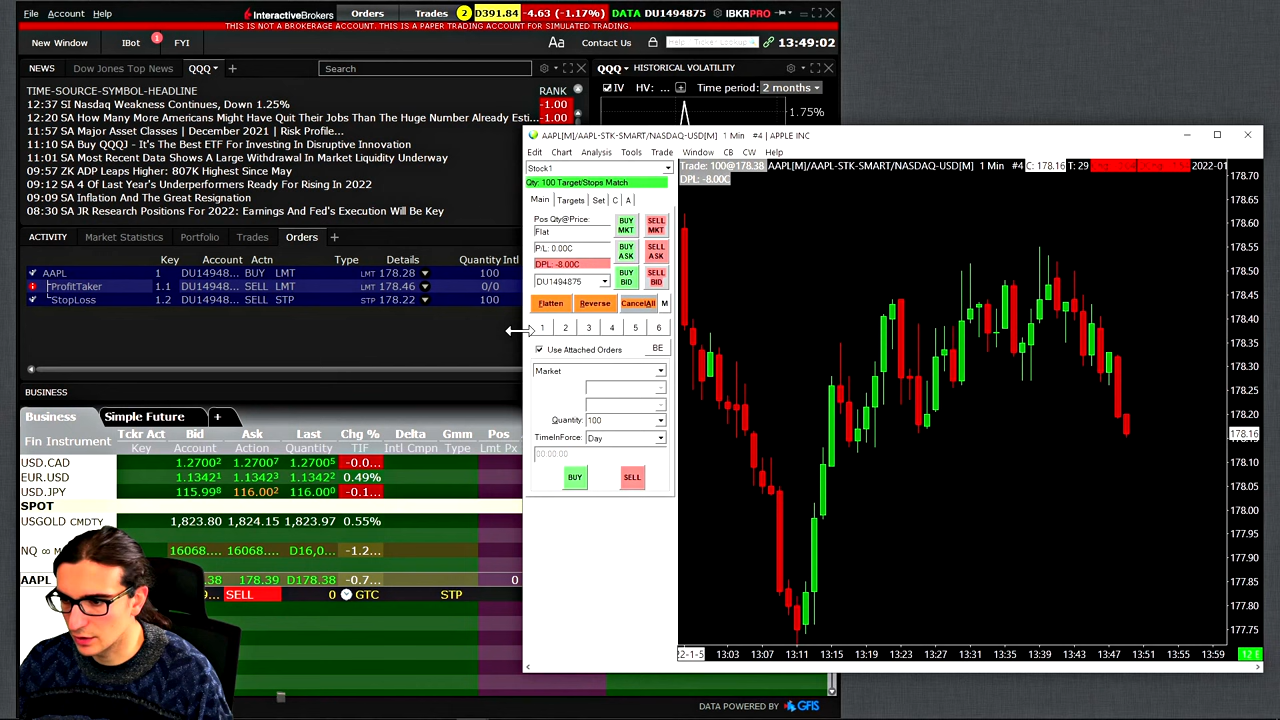 File Account Help InteractiveBrokers Orders Trades 2 D391.84 -4.63 (-1.17%) DATA DU1494875 IBKRPRO
THIS IS NOT A BROKERAGE ACCOUNT. THIS IS A PAPER TRADING ACCOUNT FOR SIMULATED TRADING.
New Window IBot 1 FYI Aa Contact Us Help - Ticker Lookup 13:49:02
NEWS Dow Jones Top News QQQ + Search QQQ HISTORICAL VOLATILITY
IV HV: ... Time period: 2 months
TIME-SOURCE-SYMBOL-HEADLINE RANK
12:37 SI Nasdaq Weakness Continues, Down 1.25% -1.00
12:20 SA How Many More Americans Might Have Quit Their Jobs Than The Huge Number Already Esti... -1.00
1.75%
11:57 SA Major Asset Classes | December 2021 | Risk Profile...
11:10 SA Buy QQQJ - It's The Best ETF For Investing In Disruptive Innovation
11:01 SA Most Recent Data Shows A Large Withdrawal In Market Liquidity Underway
09:16 SA ADP Leaps Higher: 807K Highest Since May
09:12 SA 4 Of Last Year's Underperformers Ready For Rising In 2022
09:09 SA Inflation And The Great Resignation
08:30 SA JR Research Positions For 2022: Earnings And Fed's Execution Will Be Key
ACTIVITY Market Statistics Portfolio Trades Orders +
Key Account Actn Type Details Quantity Intl
AAPL 1 DU14948... BUY LMT LMT 178.28 100
ProfitTaker 1.1 DU14948... SELL LMT LMT 178.46 0/0
StopLoss 1.2 DU14948... SELL STP STP 178.22 100
BUSINESS
Business Simple Future +
Fin Instrument Tckr Act Bid Ask Last Chg % Delta Gmm Pos
Key Account Action Quantity TIF Intl Cmpn Type Lmt Px
USD.CAD 1.2700² 1.2700⁷ 1.2700⁵ -0.0...
EUR.USD 1.1342¹ 1.1342² 1.1342² 0.49%
USD.JPY 115.99⁸ 116.00² 116.00⁰ -0.1...
SPOT
USGOLD CMDTY 1,823.80 1,824.15 1,823.97 0.55%
NQ 16068.... 16068.... D16,0... -1.2...
AAPL .38 178.39 D178.38 -0.7... 0
9... SELL 0 GTC STP
DATA POWERED BY GFIS
AAPL[M]/AAPL-STK-SMART/NASDAQ-USD[M] 1 Min #4 | APPLE INC
Edit Chart Analysis Tools Trade Window CB CW Help
Stock1
Qty: 100 Target/Stops Match
Main Targets Set C A
Pos Qty@Price:
Flat
BUY MKT SELL MKT
P/L: 0.00C
BUY ASK SELL ASK
DPL: -8.00C
DU1494875
BUY BID SELL BID
Flatten Reverse CancelAll M
1 2 3 4 5 6
Use Attached Orders BE
Market
Quantity: 100
TimeInForce: Day
00:00:00
BUY SELL
Trade: 100@178.38 AAPL[M]/AAPL-STK-SMART/NASDAQ-USD[M] 1 Min #4 C: 178.16 T: 29 2022-01
DPL: -8.00C
178.70
178.65
178.60
178.55
178.50
178.45
178.40
178.35
178.30
178.25
178.20
178.16
178.10
178.05
178.00
177.95
177.90
177.85
177.80
177.75
22-1-5 13:03 13:07 13:11 13:15 13:19 13:23 13:27 13:31 13:35 13:39 13:43 13:47 13:51 13:55 13:59 12 E